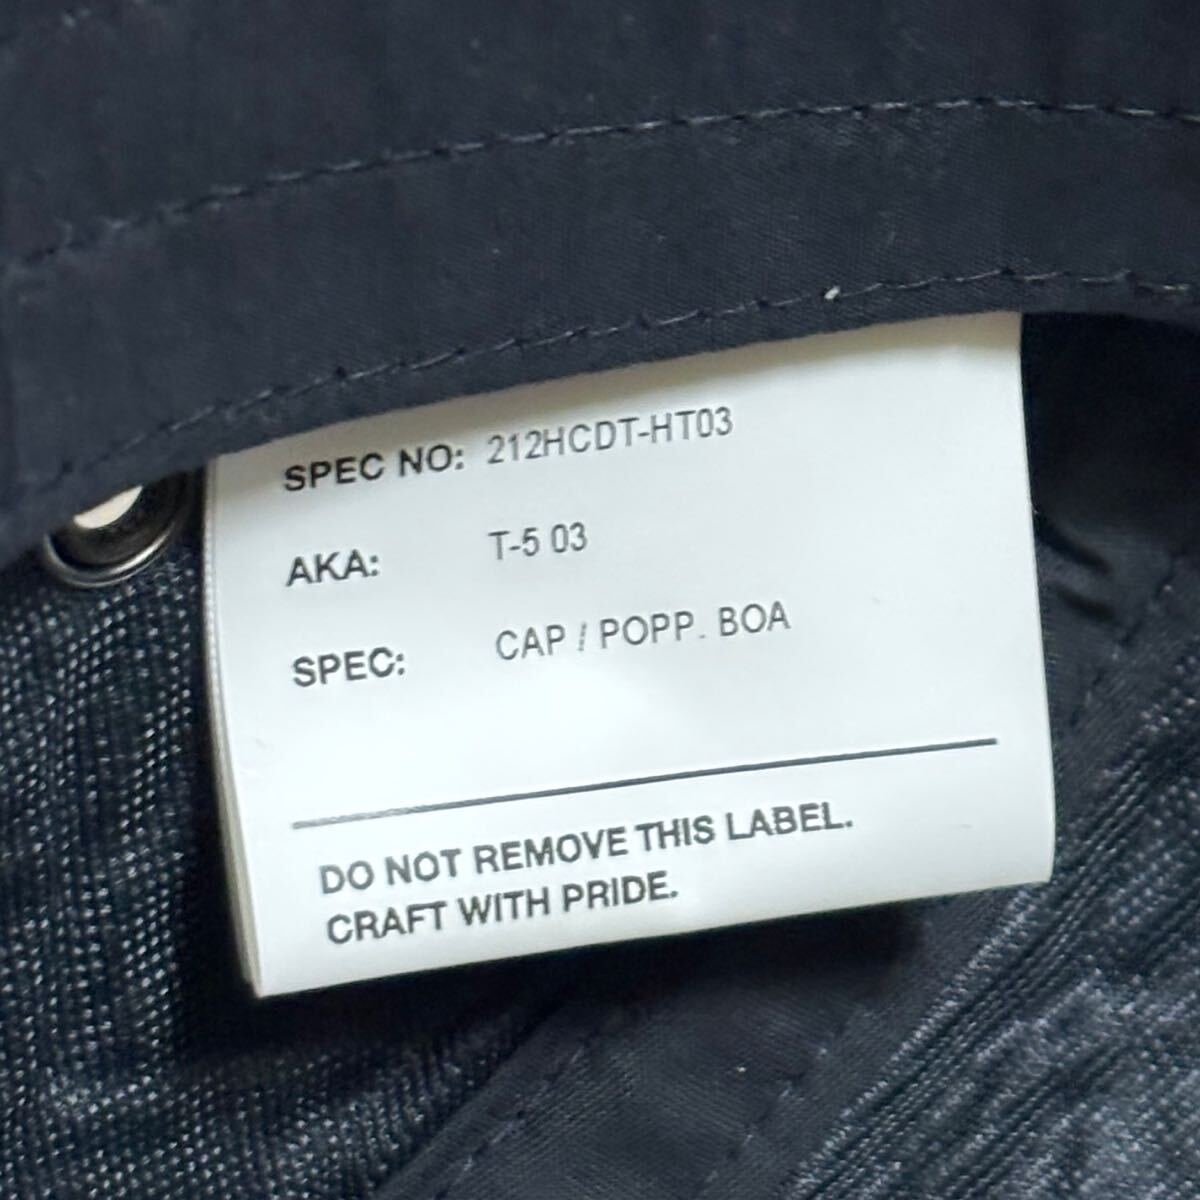 SPEC NO: 212HCDT-HT03
AKA: T-5 03
SPEC: CAP / POPP. BOA
DO NOT REMOVE THIS LABEL.
CRAFT WITH PRIDE.